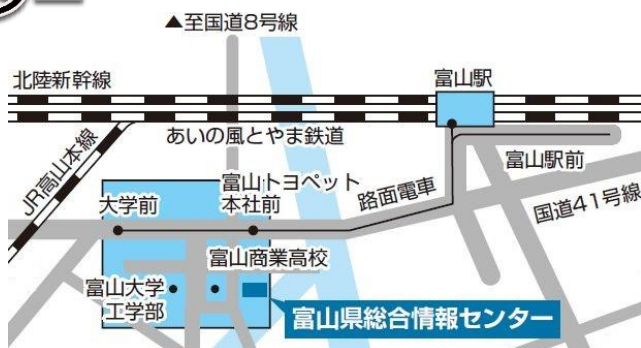 ▲至国道8号線
北陸新幹線
富山駅
あいの風とやま鉄道
JR高山本線
富山駅前
富山トヨペット
本社前
路面電車
大学前
国道41号線
富山商業高校
富山大学
工学部
富山県総合情報センター